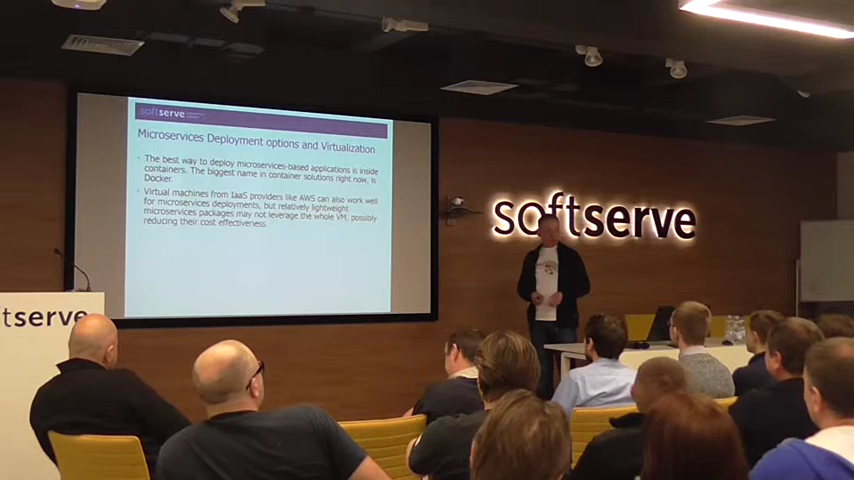 softserve
Microservices Deployment options and Virtualization
The best way to deploy microservices-based applications is inside
containers. The biggest name in container solutions right now, is
Docker.
Virtual machines from IaaS providers like AWS can also work well
for microservices deployments, but relatively lightweight
microservices packages may not leverage the whole VM, possibly
reducing their cost effectiveness.
softserve
ftserve